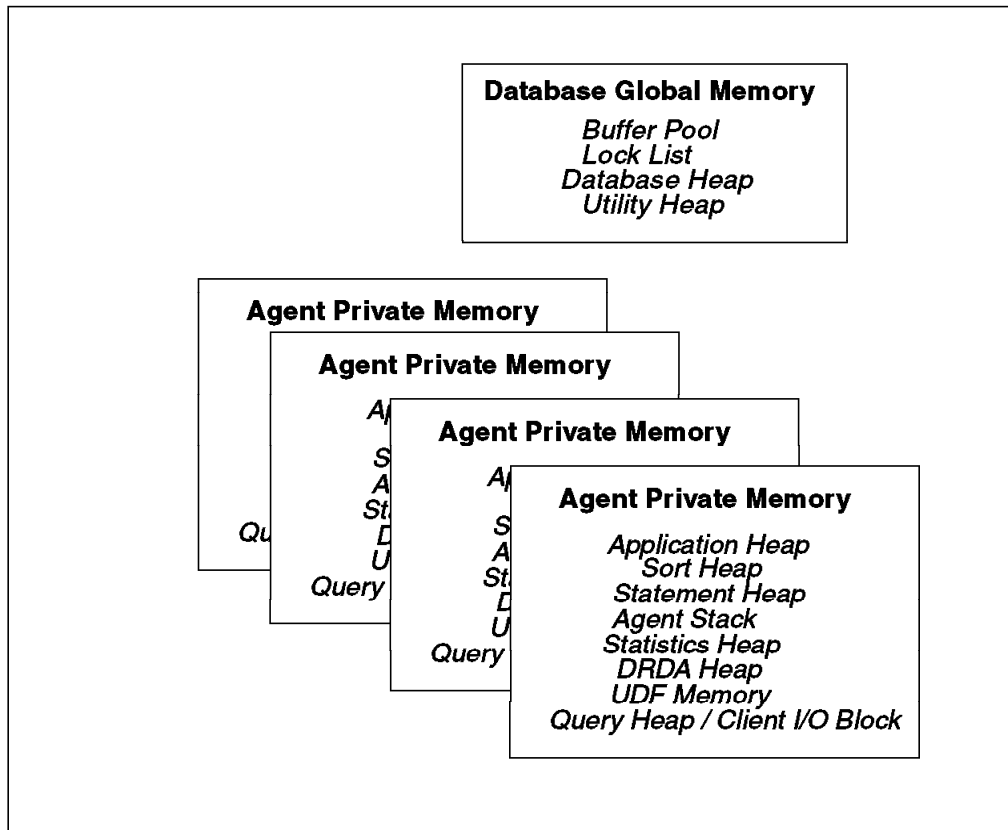 Database Global Memory
Buffer Pool
Lock List
Database Heap
Utility Heap
Agent Private Memory
Agent Private Memory
Agent Private Memory
Query
Query
Agent Private Memory
Application Heap
Sort Heap
Statement Heap
Agent Stack
Statistics Heap
DRDA Heap
UDF Memory
Query Heap / Client I/O Block